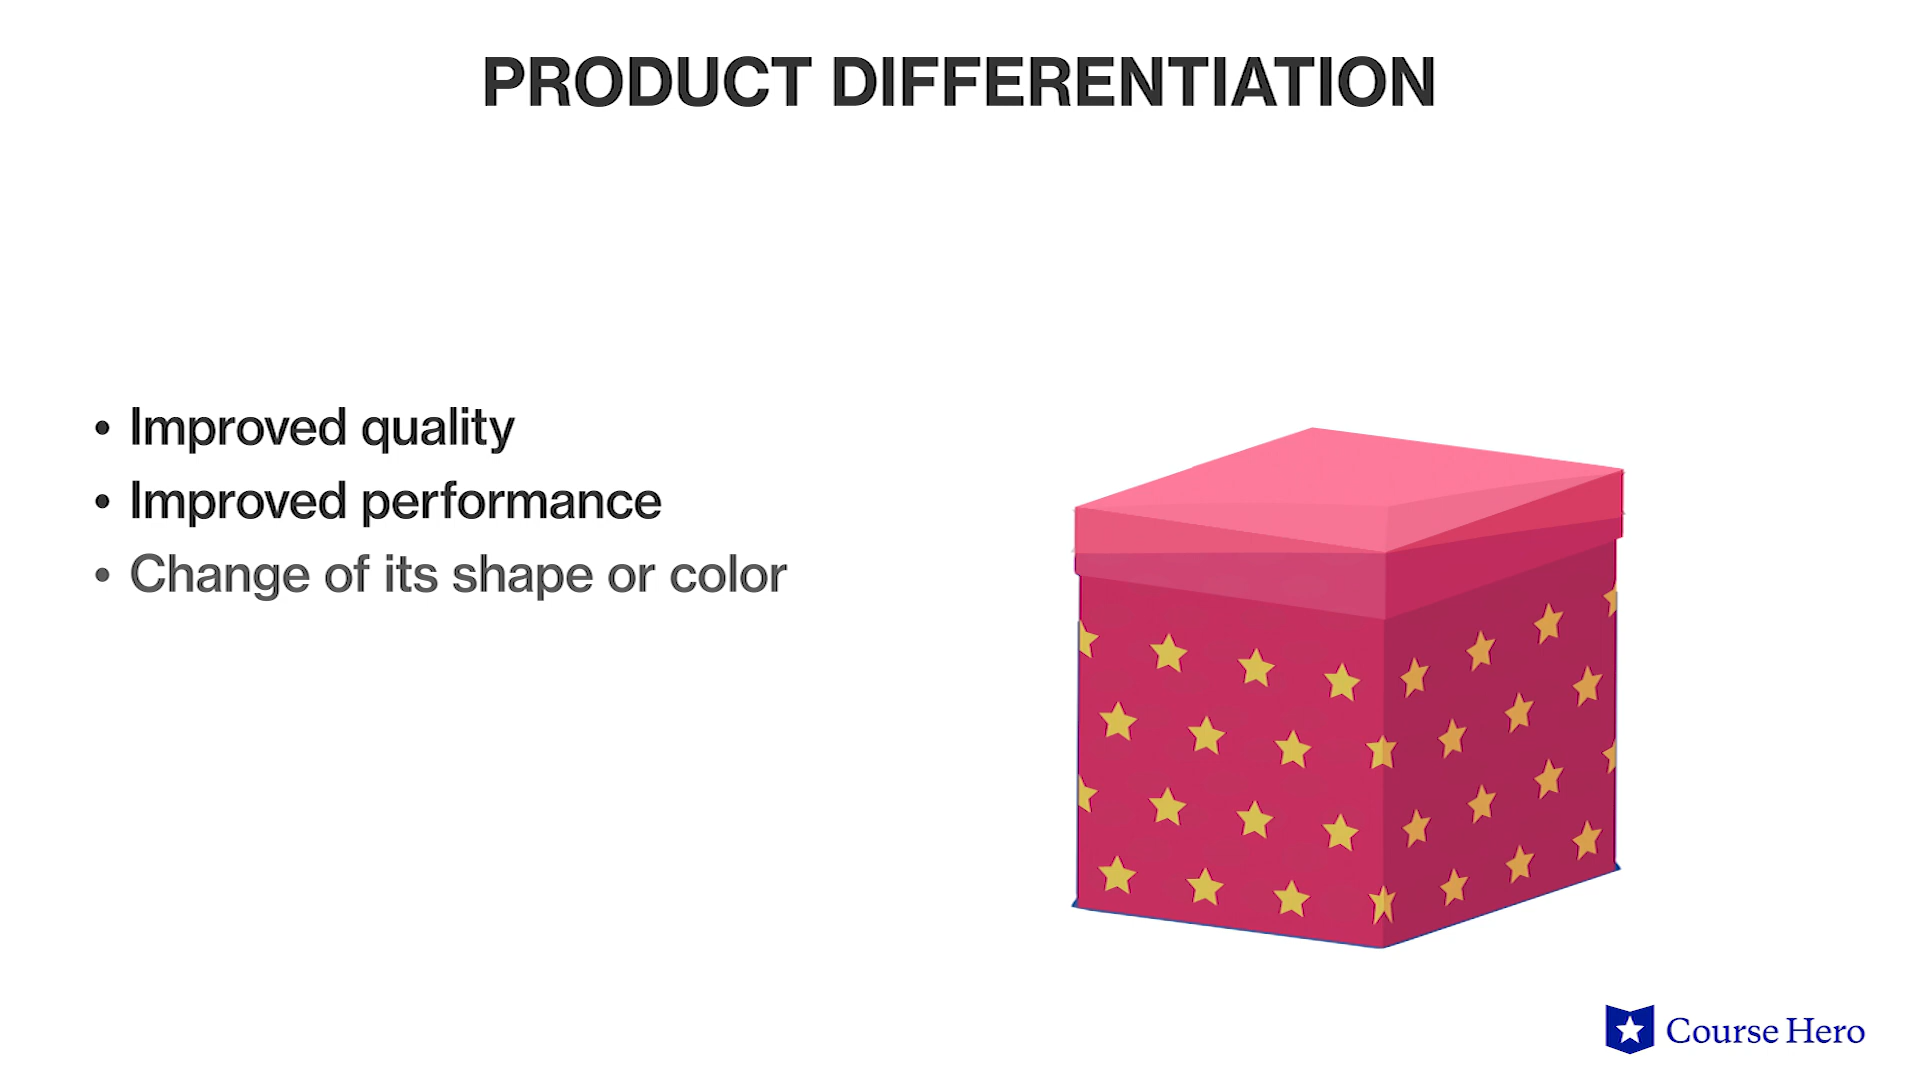 PRODUCT DIFFERENTIATION
• Improved quality
• Improved performance
• Change of its shape or color
Course Hero